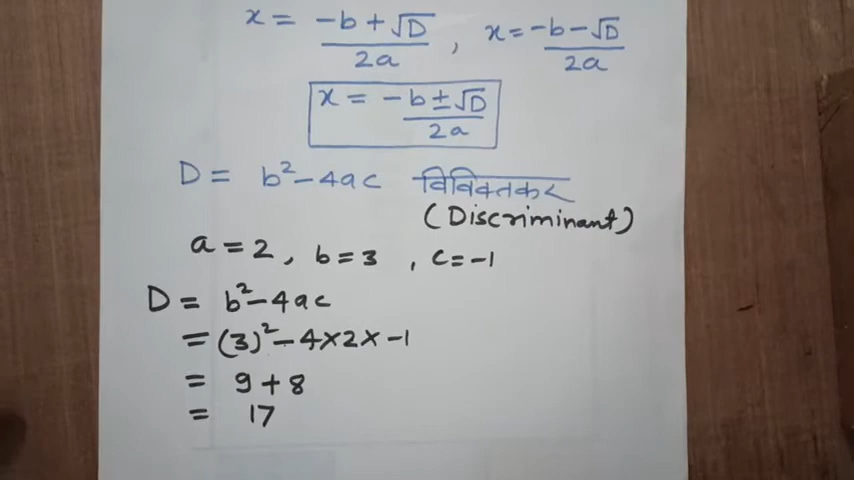 x = -b + √D / 2a , x = -b - √D / 2a
x = -b ± √D / 2a
D = b² - 4ac विविक्तकर
(Discriminant)
a = 2 , b = 3 , c = -1
D = b² - 4ac
= (3)² - 4×2× -1
= 9 + 8
= 17